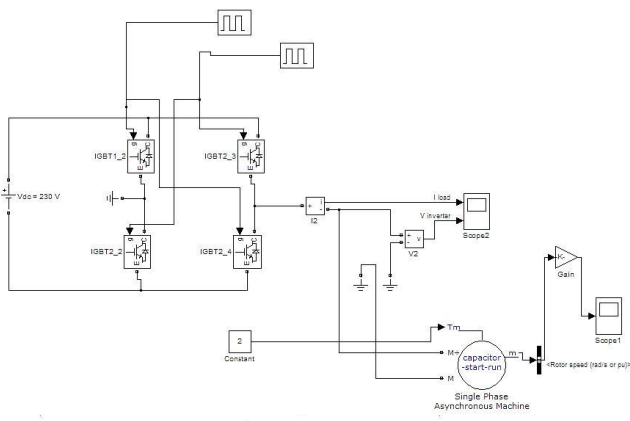 g C
IGBT1_2
E
g C
IGBT2_3
E
Vdc = 230 V
g C
IGBT2_2
E
g C
IGBT2_4
E
+
i
-
I2
I load
V inverter
Scope2
+
-
v
V2
K-
Gain
Scope1
2
Constant
Tm
M+
M
capacitor
-start-run
m
<Rotor speed (rad/s or pu)>
Single Phase
Asynchronous Machine